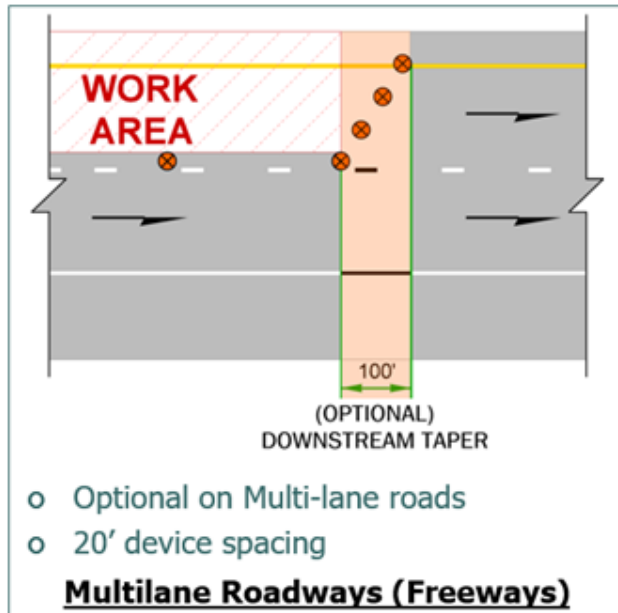 WORK
AREA
100'
(OPTIONAL)
DOWNSTREAM TAPER
o Optional on Multi-lane roads
o 20' device spacing
Multilane Roadways (Freeways)